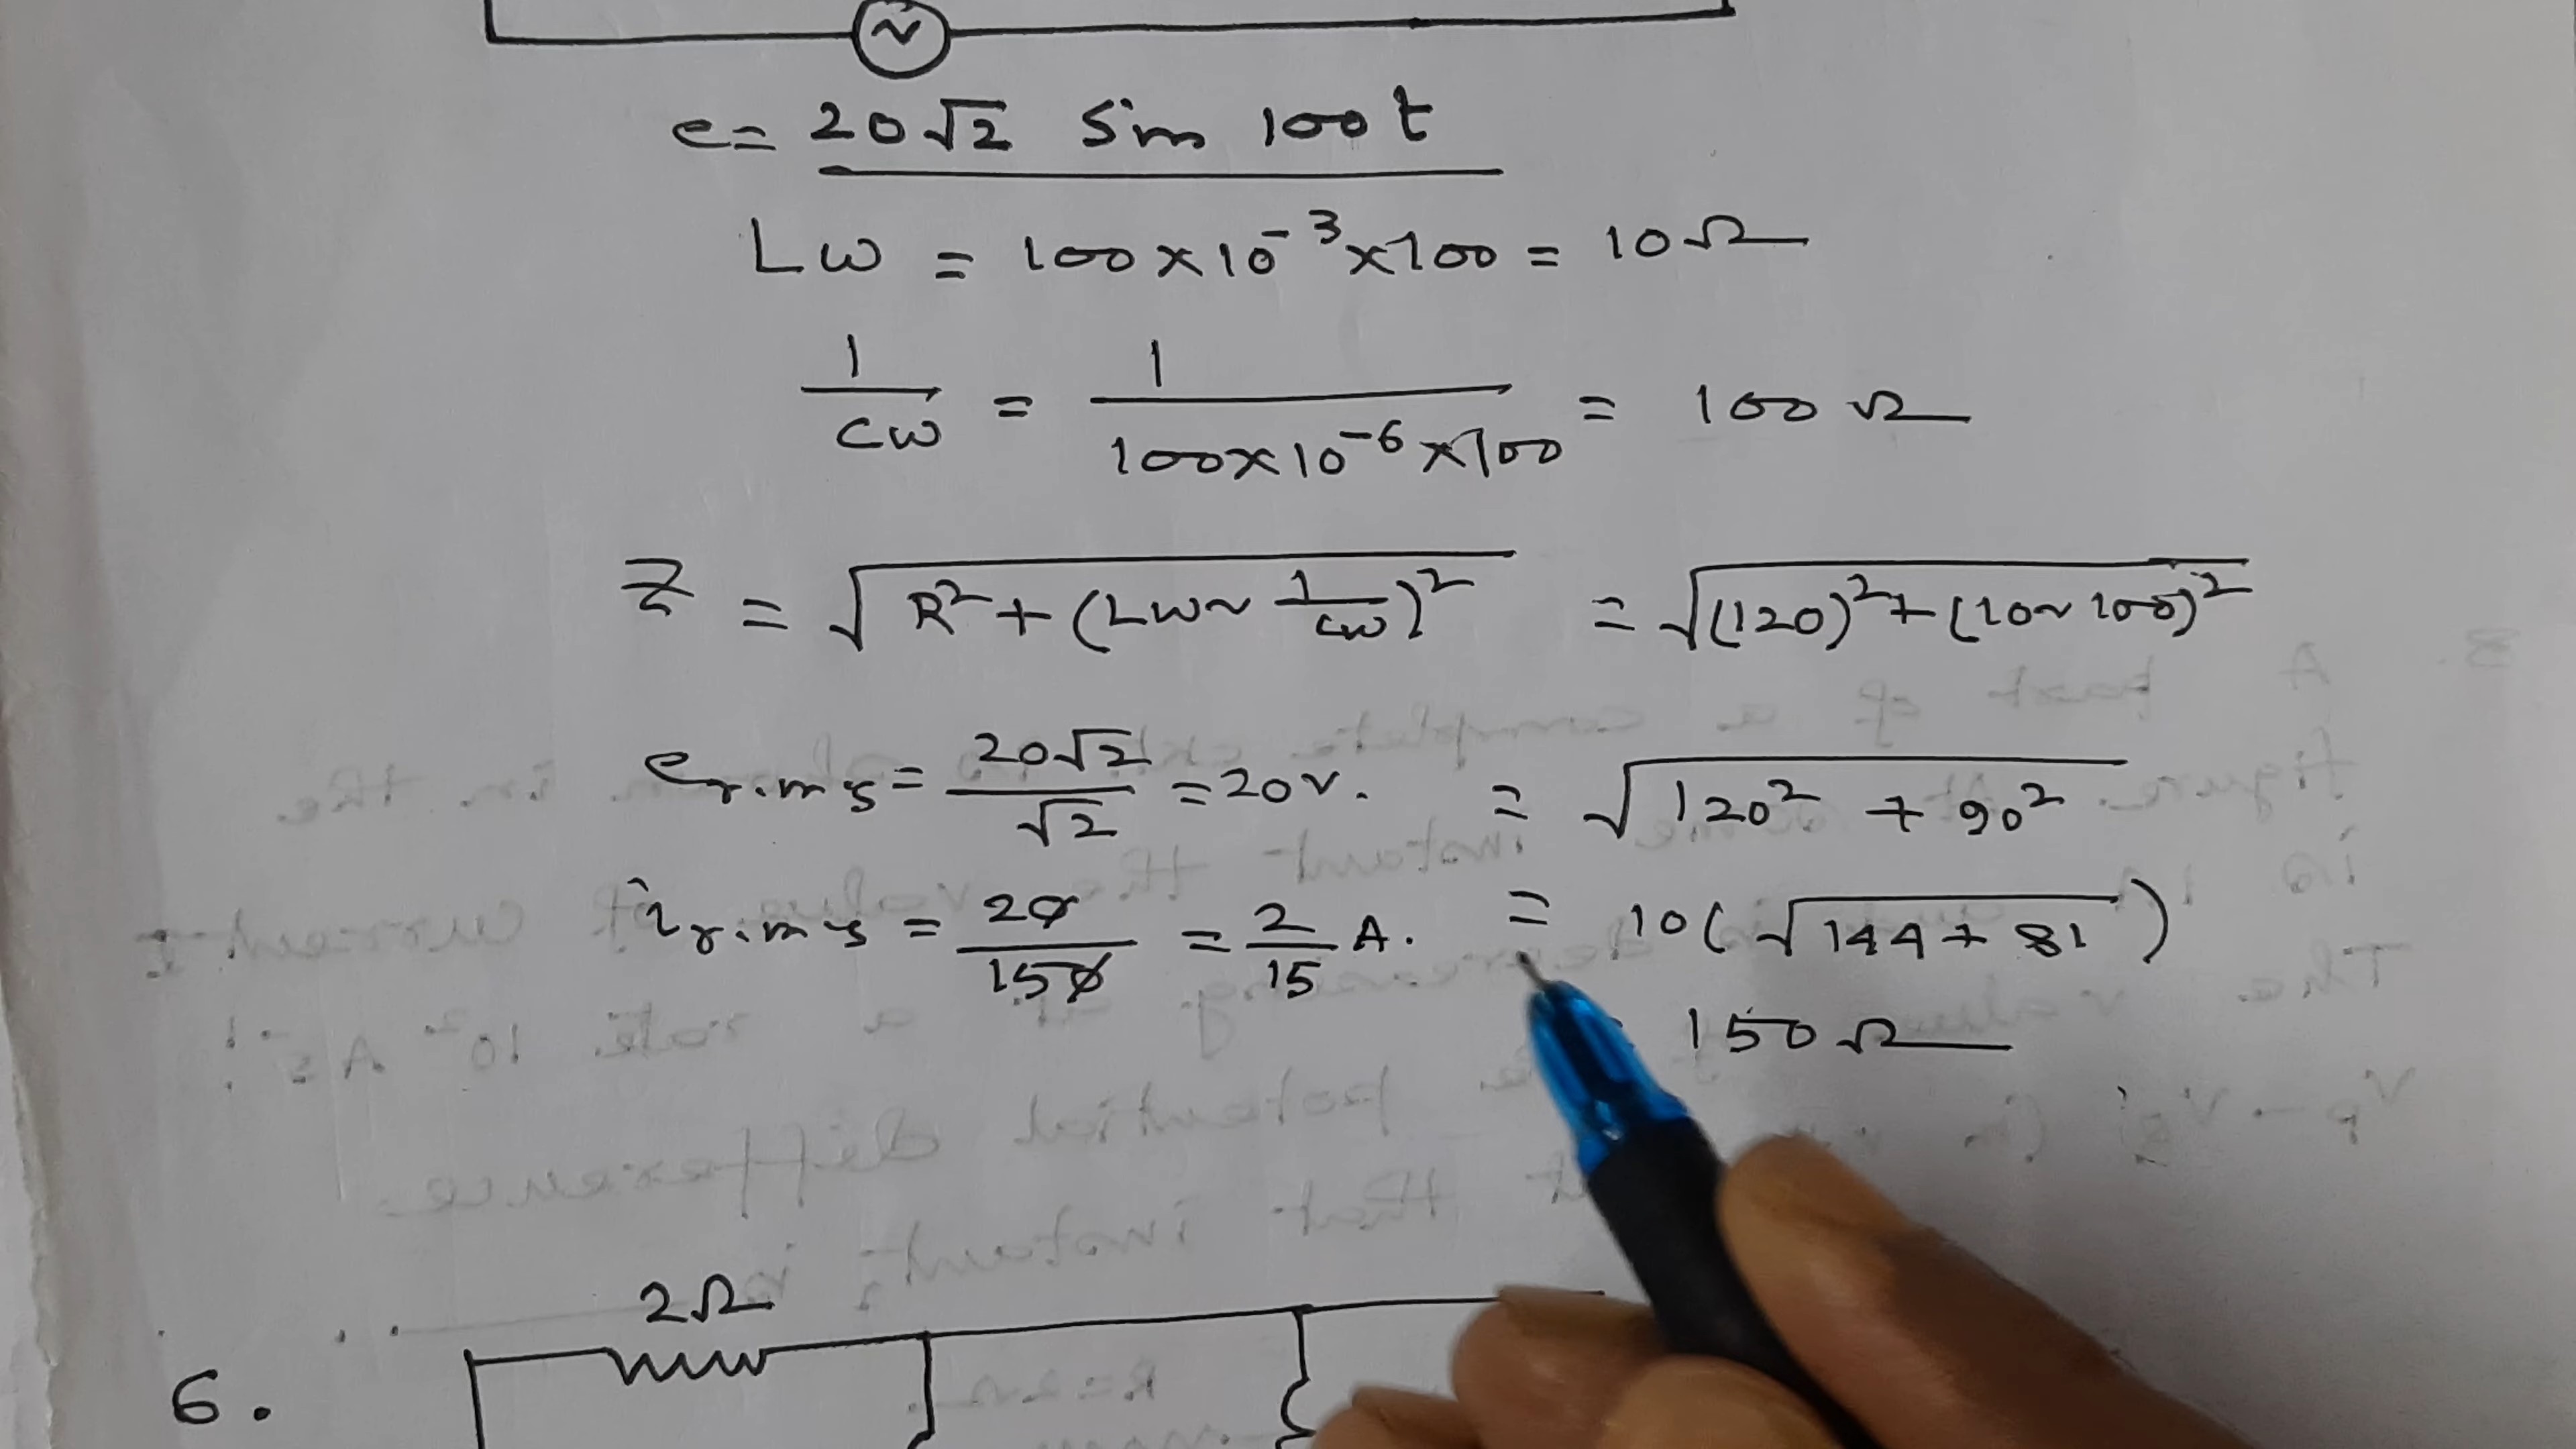 e = 20√2 Sin 100t
Lω = 100 × 10⁻³ × 100 = 10Ω
1/Cω = 1/(100 × 10⁻⁶ × 100) = 100 Ω
Z = √(R² + (Lω ~ 1/Cω)²) = √((120)² + (10 ~ 100)²)
e r.m.s = 20√2/√2 = 20V. = √(120² + 90²)
i r.m.s = 20/150 = 2/15 A. = 10(√(144 + 81))
150 Ω
2Ω
6.